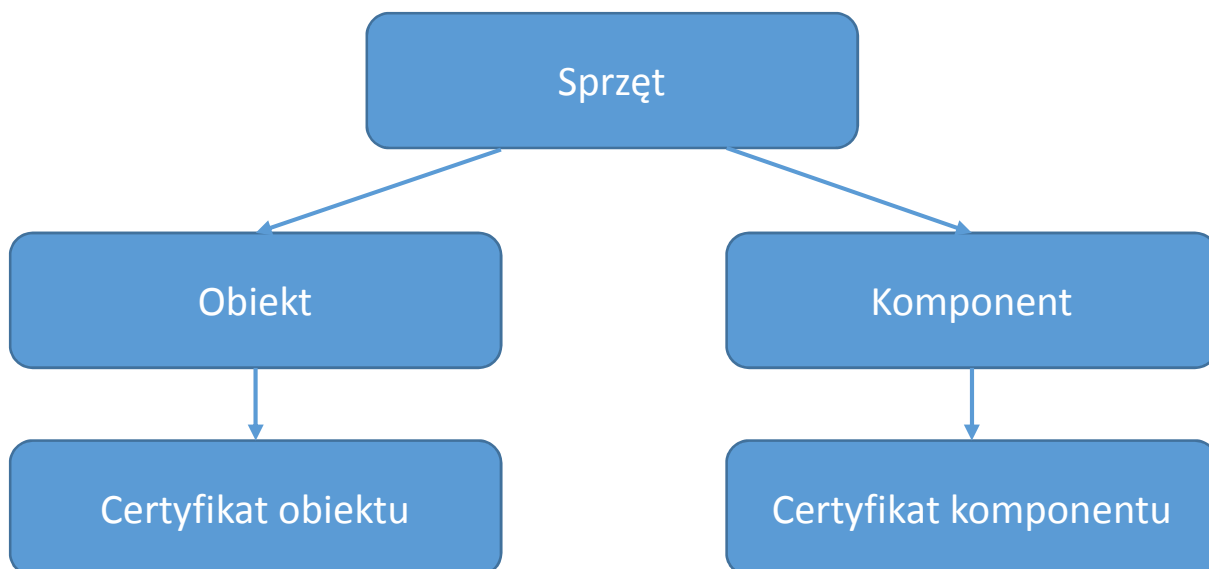 Sprzęt
Obiekt
Komponent
Certyfikat obiektu
Certyfikat komponentu